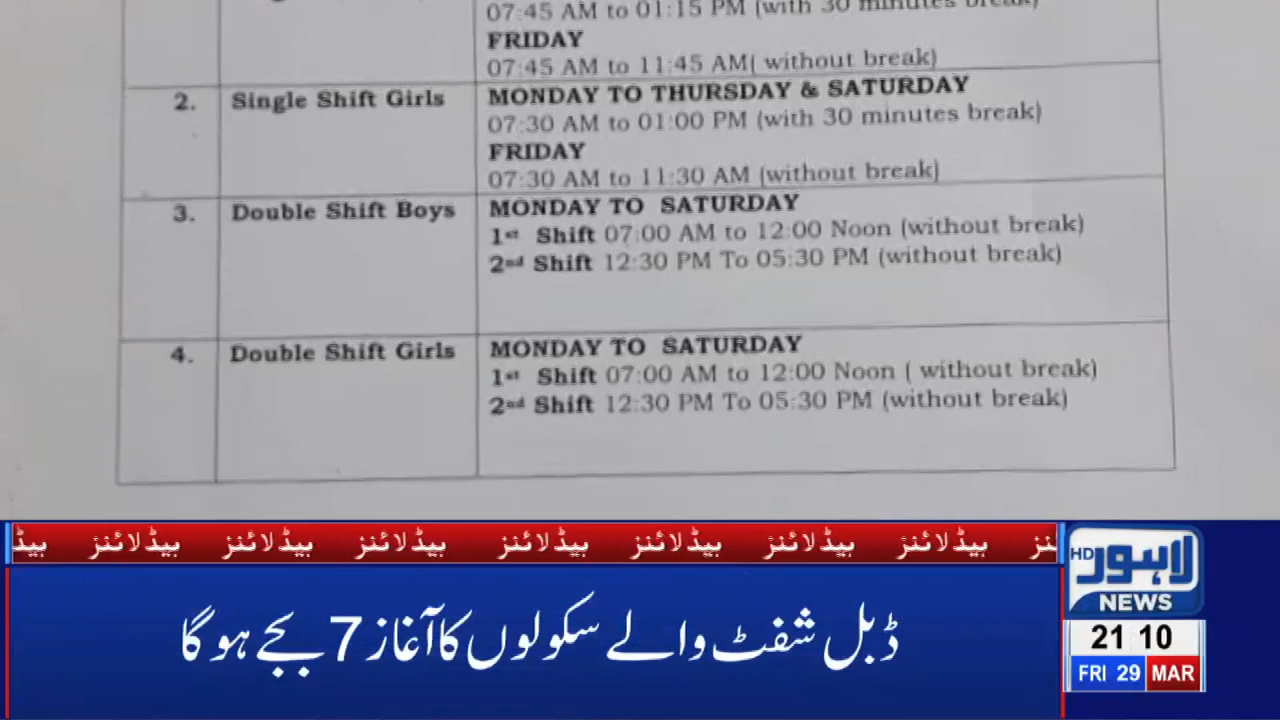 07:45 AM to 01:15 PM (with 30 minutes break)
FRIDAY
07:45 AM to 11:45 AM( without break)
2. Single Shift Girls MONDAY TO THURSDAY & SATURDAY
07:30 AM to 01:00 PM (with 30 minutes break)
FRIDAY
07:30 AM to 11:30 AM (without break)
3. Double Shift Boys MONDAY TO SATURDAY
1st Shift 07:00 AM to 12:00 Noon (without break)
2nd Shift 12:30 PM To 05:30 PM (without break)
4. Double Shift Girls MONDAY TO SATURDAY
1st Shift 07:00 AM to 12:00 Noon ( without break)
2nd Shift 12:30 PM To 05:30 PM (without break)
ہیڈلائنز ہیڈلائنز ہیڈلائنز ہیڈلائنز ہیڈلائنز ہیڈلائنز ہیڈلائنز
HD لاہور
NEWS
ڈبل شفٹ والے سکولوں کا آغاز 7 بجے ہو گا
21 10
FRI 29 MAR